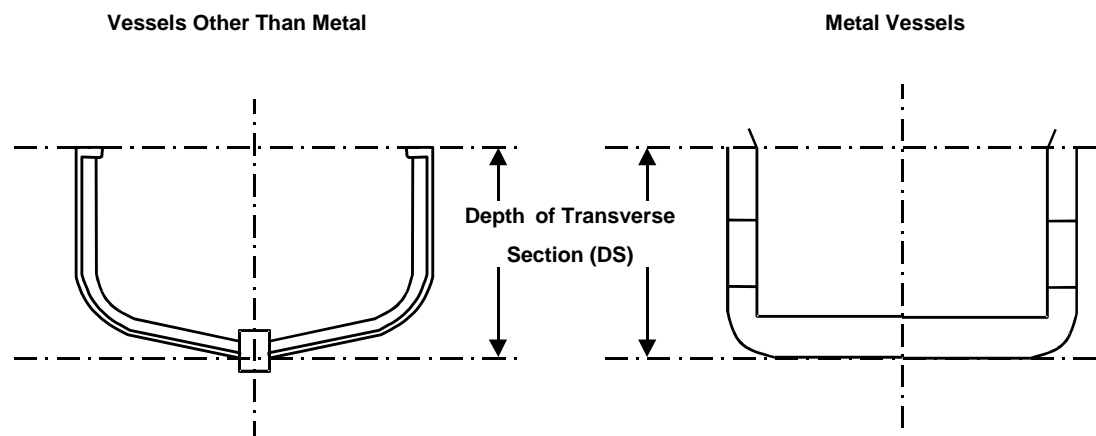 Vessels Other Than Metal
Metal Vessels
Depth of Transverse
Section (DS)